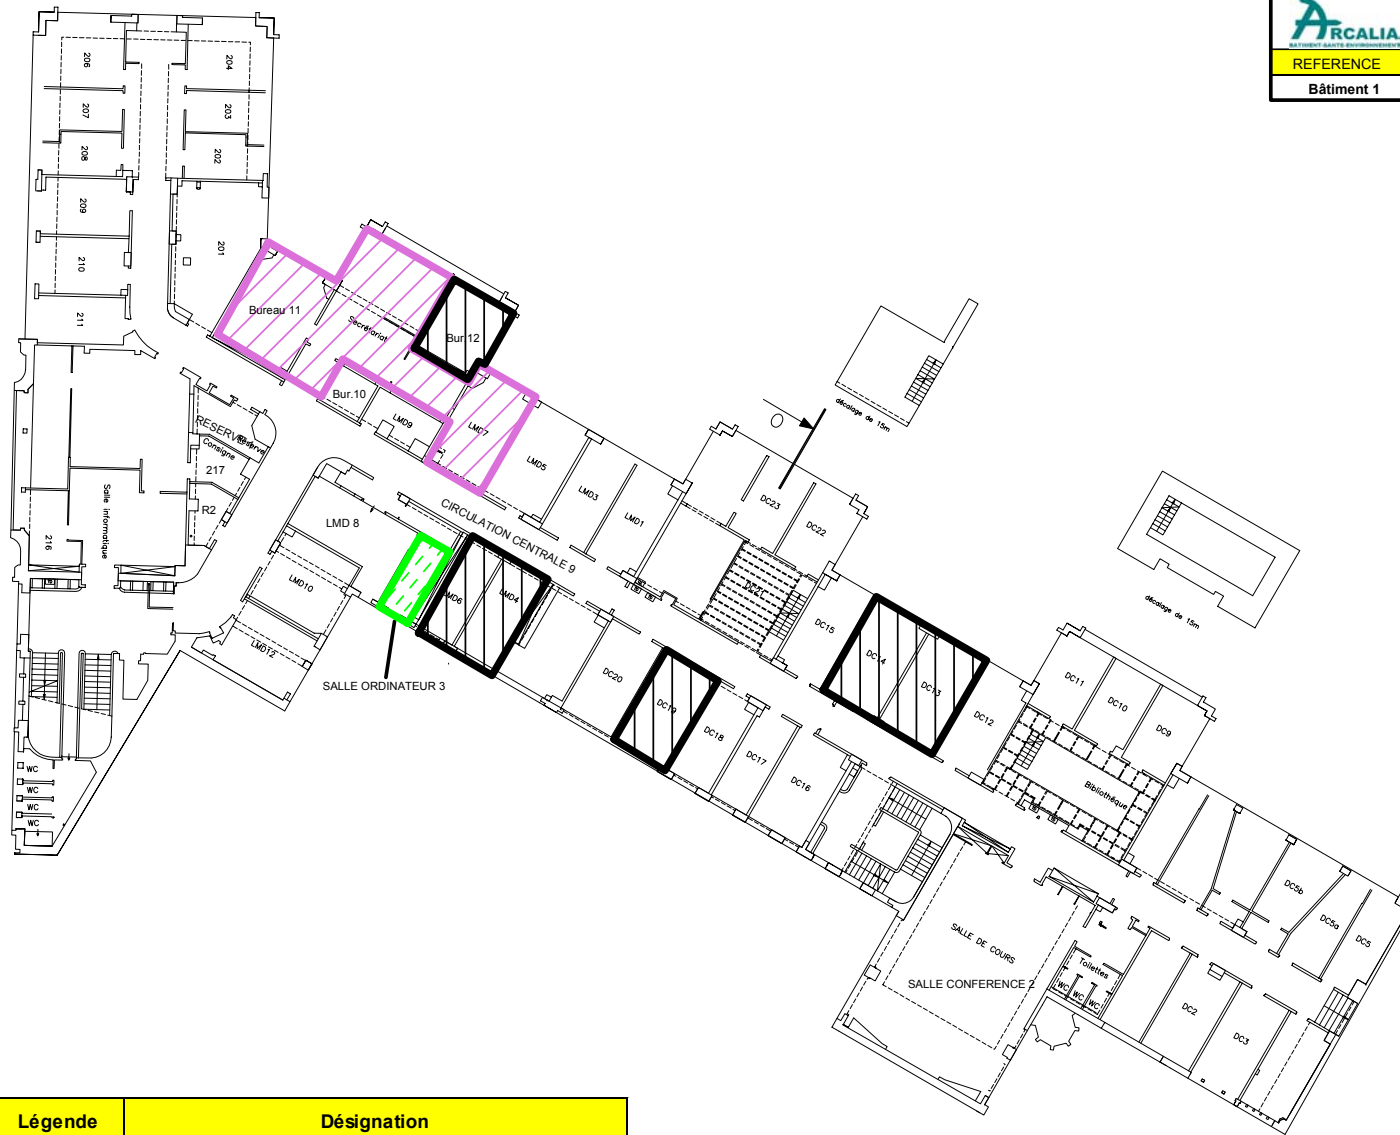 ARCALIA
BATIMENT-SANTE-ENVIRONNEMENT
REFERENCE
Bâtiment 1
206
204
207
203
208
202
209
201
210
211
Bureau 11
Secrétariat
Bur.12
Bur.10
LMD9
LMD7
LMD5
LMD3
LMD1
RESERVE 1
Réserve
Consigne
217
R2
Salle informatique
216
LMD 8
LMD10
LMD12
CIRCULATION CENTRALE 9
LMD6
LMD4
SALLE ORDINATEUR 3
décalage de 15m
DC23
DC22
DC21
DC15
DC14
DC13
DC12
DC20
DC19
DC18
DC17
DC16
décalage de 15m
DC11
DC10
DC9
Bibliothéque
DC5b
DC5a
DC5
SALLE DE COURS
SALLE CONFERENCE 2
Toilettes
WC
WC
WC
DC2
DC3
WC
WC
WC
WC
Légende
Désignation